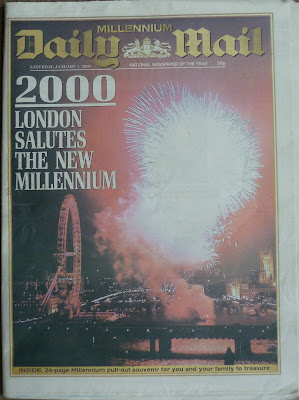 MILLENNIUM
Daily Mail
SATURDAY, JANUARY 1, 2000
NATIONAL NEWSPAPER OF THE YEAR
50p
2000
LONDON
SALUTES
THE NEW
MILLENNIUM
INSIDE: 24-page Millennium pull-out souvenir for you and your family to treasure